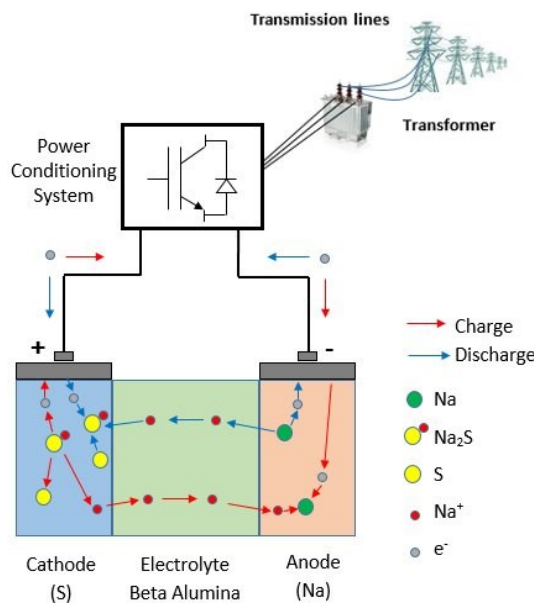 Transmission lines
Transformer
Power
Conditioning
System
+
-
Charge
Discharge
Na
Na₂S
S
Na⁺
e⁻
Cathode
(S)
Electrolyte
Beta Alumina
Anode
(Na)